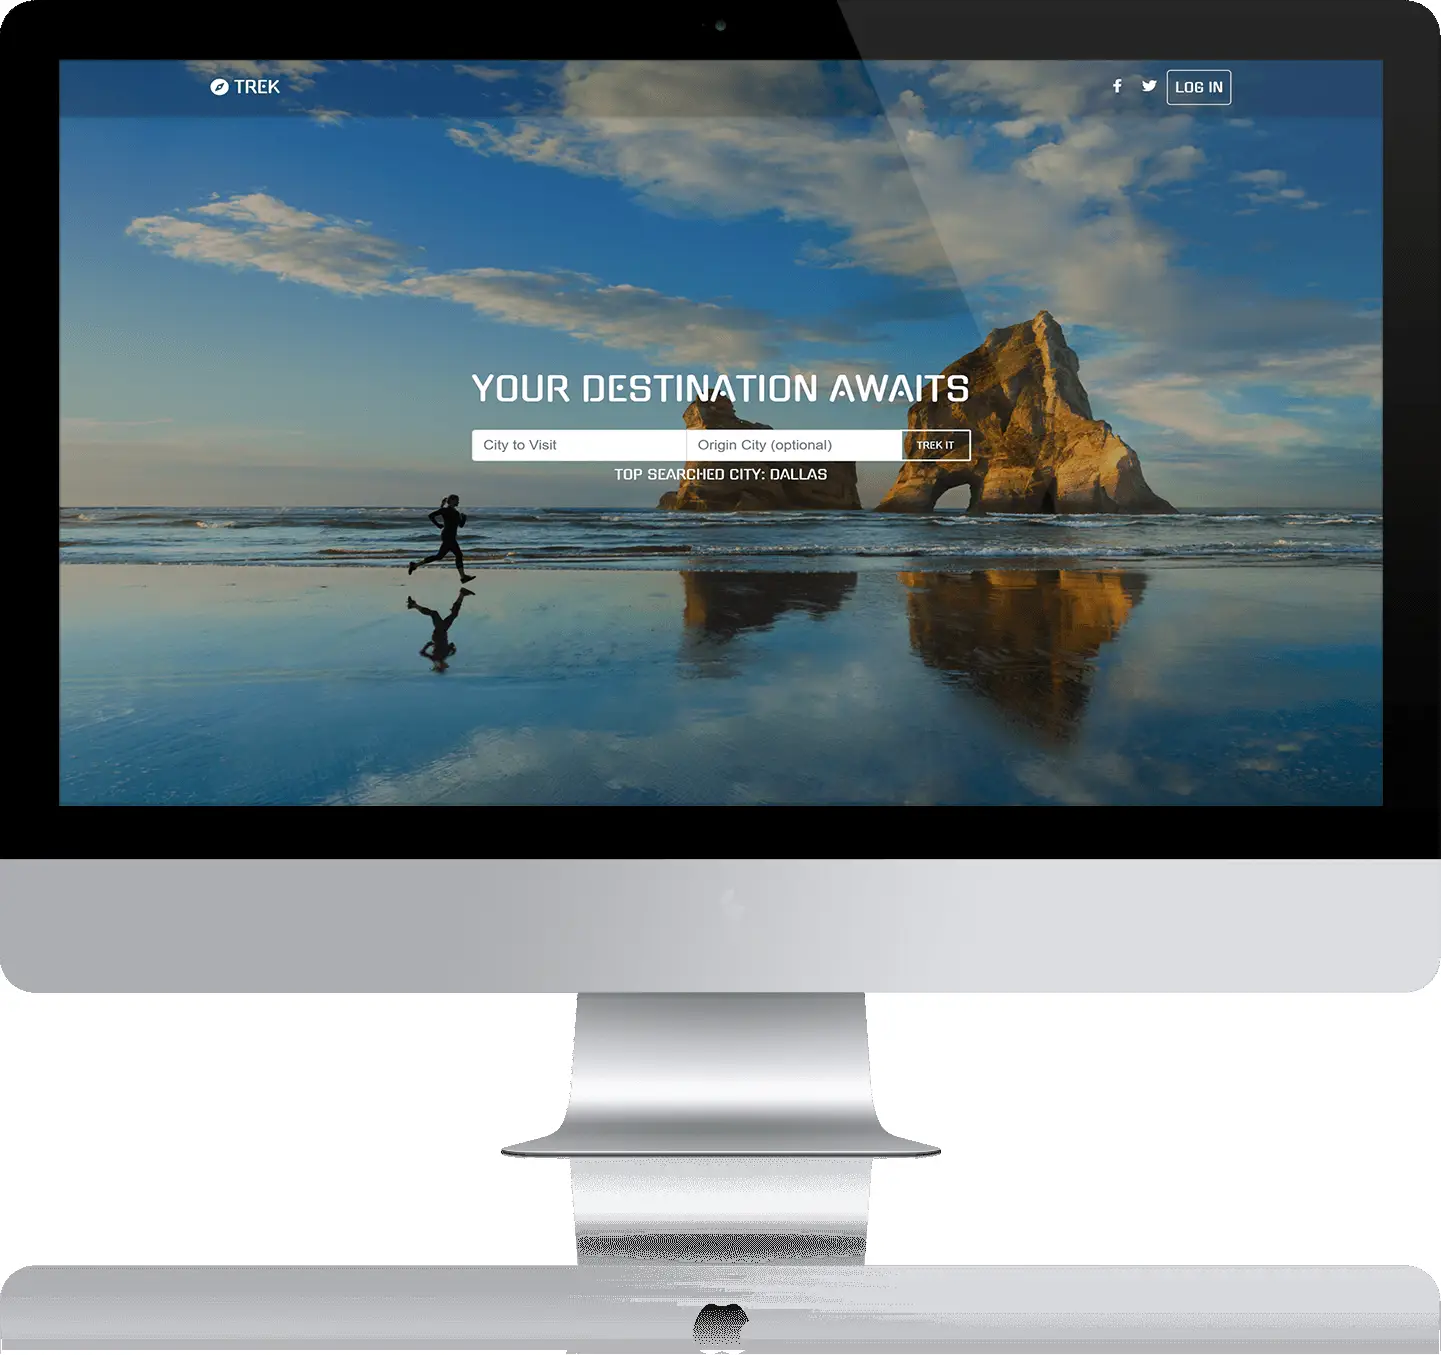 TREK
LOG IN
YOUR DESTINATION AWAITS
City to Visit
Origin City (optional)
TREK IT
TOP SEARCHED CITY: DALLAS